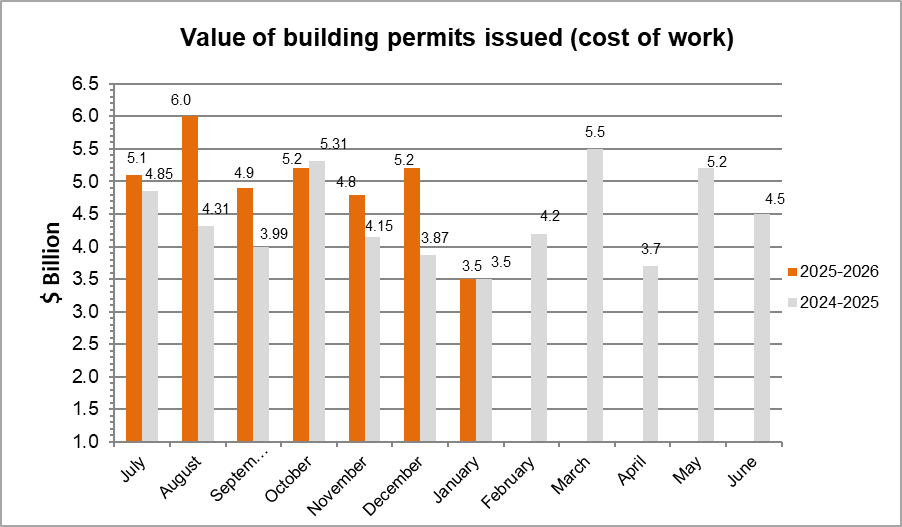 Value of building permits issued (cost of work)
6.5
6.0
5.5
5.0
4.5
4.0
3.5
3.0
2.5
2.0
1.5
1.0
$ Billion
5.1
4.85
6.0
4.31
4.9
3.99
5.2
5.31
4.8
4.15
5.2
3.87
3.5
3.5
4.2
5.5
3.7
5.2
4.5
July
August
Septem...
October
November
December
January
February
March
April
May
June
2025-2026
2024-2025